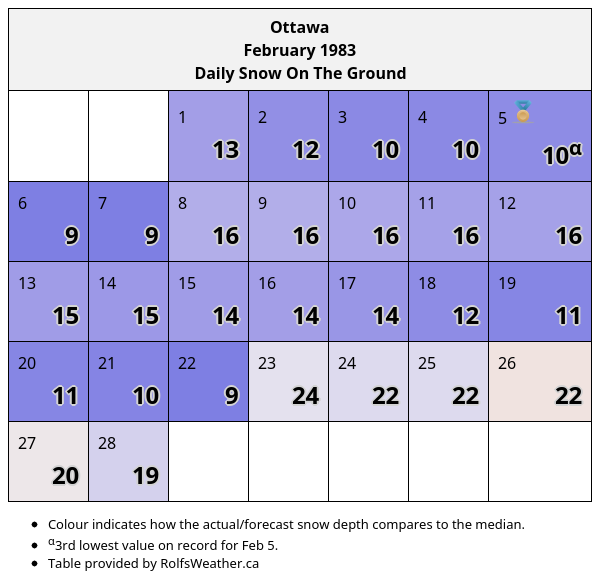 Ottawa
February 1983
Daily Snow On The Ground
1 2 3 4 5
13 12 10 10 10α
6 7 8 9 10 11 12
9 9 16 16 16 16 16
13 14 15 16 17 18 19
15 15 14 14 14 12 11
20 21 22 23 24 25 26
11 10 9 24 22 22 22
27 28
20 19
• Colour indicates how the actual/forecast snow depth compares to the median.
• α3rd lowest value on record for Feb 5.
• Table provided by RolfsWeather.ca